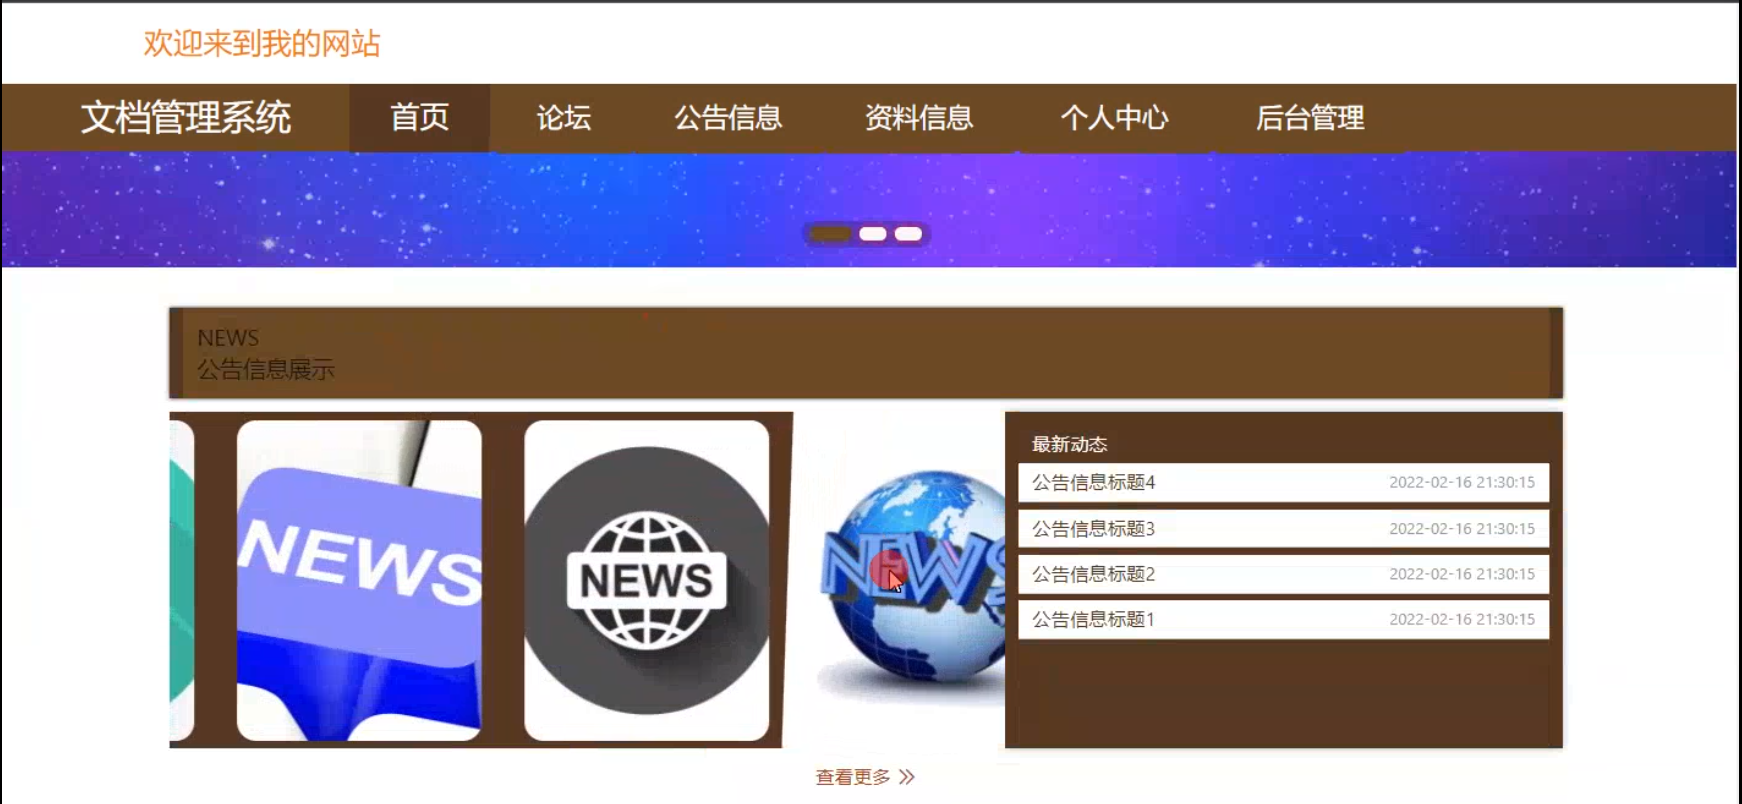 欢迎来到我的网站
文档管理系统 首页 论坛 公告信息 资料信息 个人中心 后台管理
NEWS
公告信息展示
NEWS
NEWS
NEWS
最新动态
公告信息标题4 2022-02-16 21:30:15
公告信息标题3 2022-02-16 21:30:15
公告信息标题2 2022-02-16 21:30:15
公告信息标题1 2022-02-16 21:30:15
查看更多